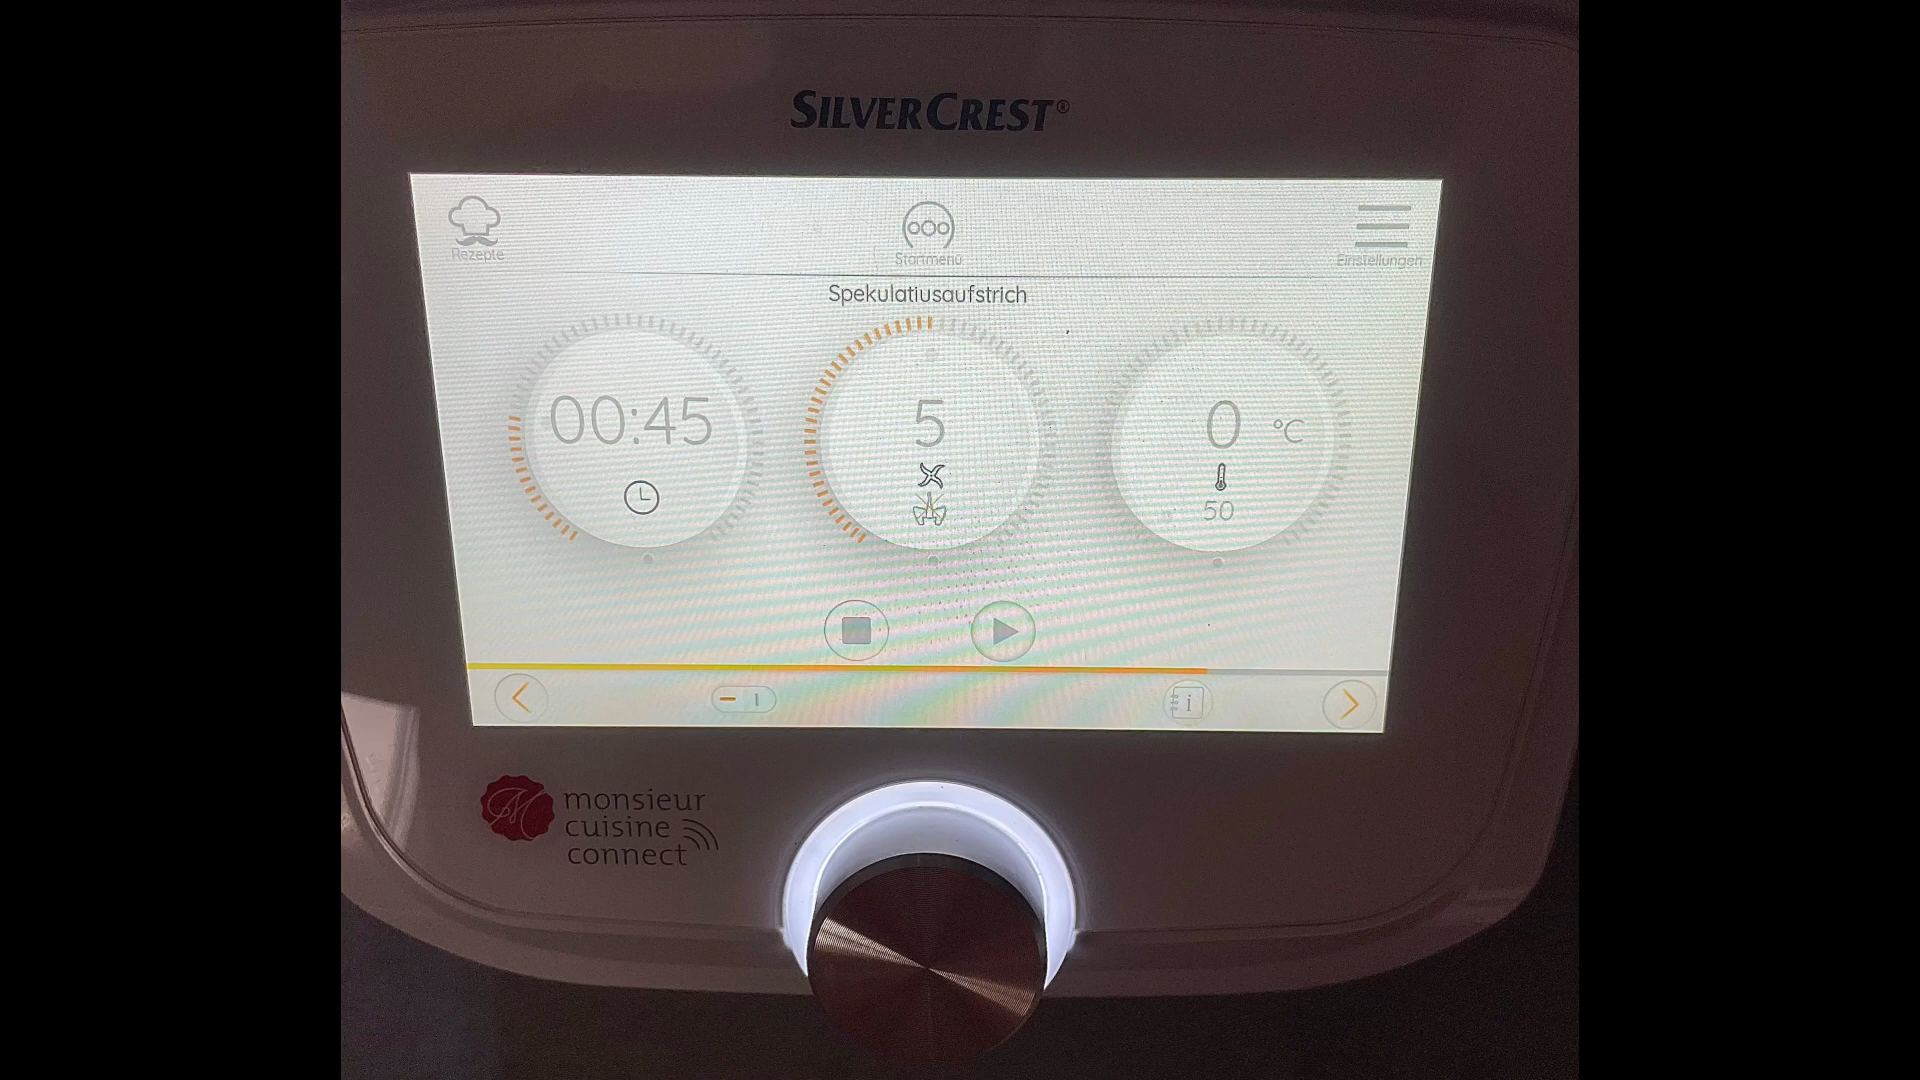 SILVERCREST®
Rezepte
Startmenü
Einstellungen
Spekulatiusaufstrich
00:45
5
0 °C
50
i
monsieur
cuisine
connect